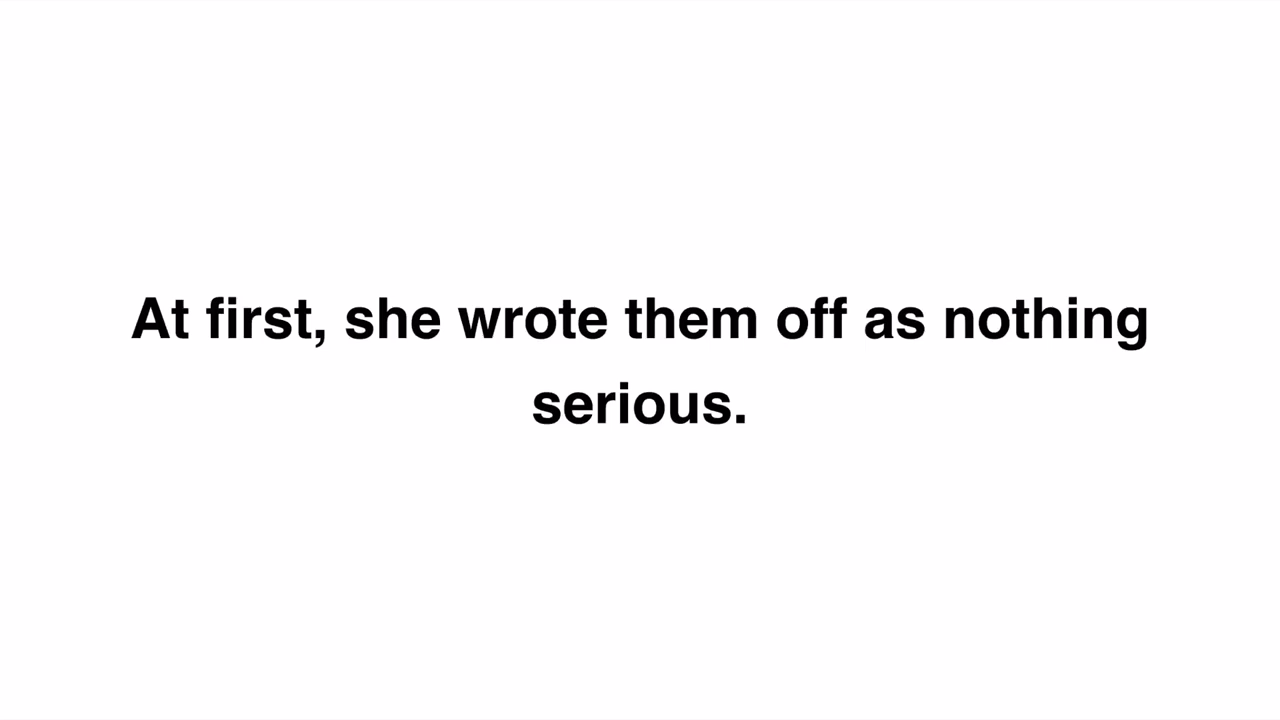 At first, she wrote them off as nothing
serious.